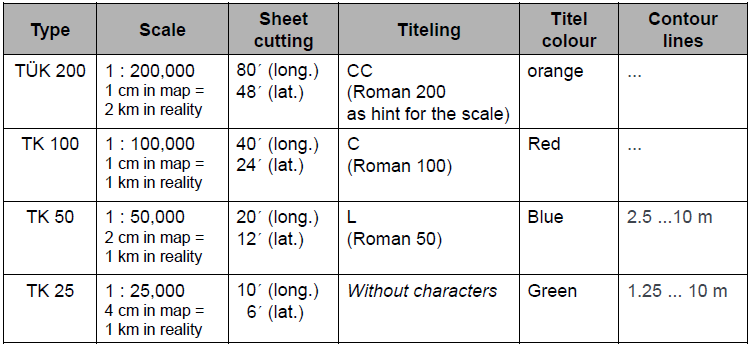 Type Scale Sheet cutting Titeling Titel colour Contour lines
TÜK 200 1 : 200,000 80´ (long.) CC orange ...
1 cm in map = 48´ (lat.) (Roman 200
2 km in reality as hint for the scale)
TK 100 1 : 100,000 40´ (long.) C Red ...
1 cm in map = 24´ (lat.) (Roman 100)
1 km in reality
TK 50 1 : 50,000 20´ (long.) L Blue 2.5 ...10 m
2 cm in map = 12´ (lat.) (Roman 50)
1 km in reality
TK 25 1 : 25,000 10´ (long.) Without characters Green 1.25 ... 10 m
4 cm in map = 6´ (lat.)
1 km in reality